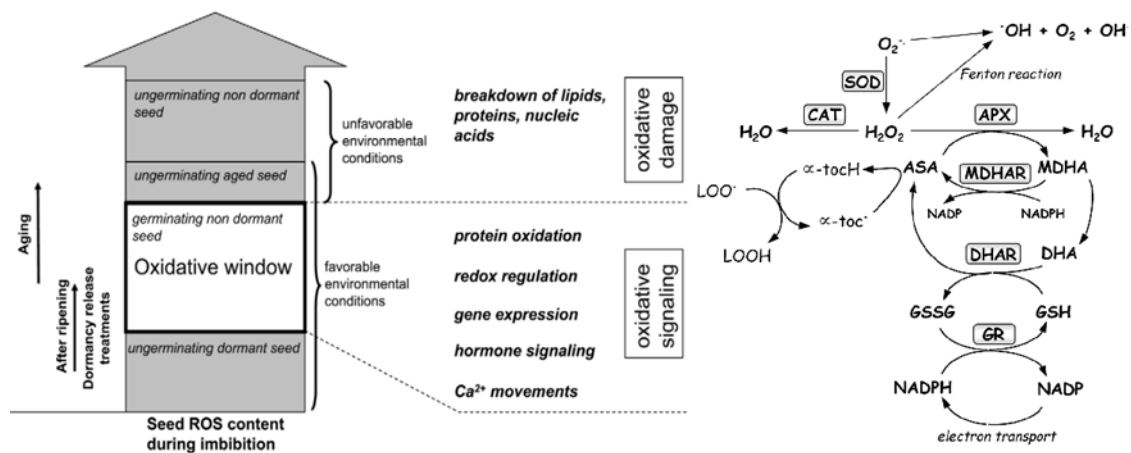 ungerminating non dormant
seed
ungerminating aged seed
germinating non dormant
seed
Oxidative window
ungerminating dormant seed
Aging
After ripening
Dormancy release
treatments
Seed ROS content
during imbibition
unfavorable
environmental
conditions
favorable
environmental
conditions
breakdown of lipids,
proteins, nucleic
acids
oxidative
damage
protein oxidation
redox regulation
gene expression
hormone signaling
Ca²⁺ movements
oxidative
signaling
O₂⁻·
·OH + O₂ + OH⁻
Fenton reaction
SOD
CAT
APX
H₂O
H₂O₂
H₂O
α-tocH
ASA
MDHAR
MDHA
LOO·
α-toc·
NADP
NADPH
LOOH
DHAR
DHA
GSSG
GSH
GR
NADPH
NADP
electron transport